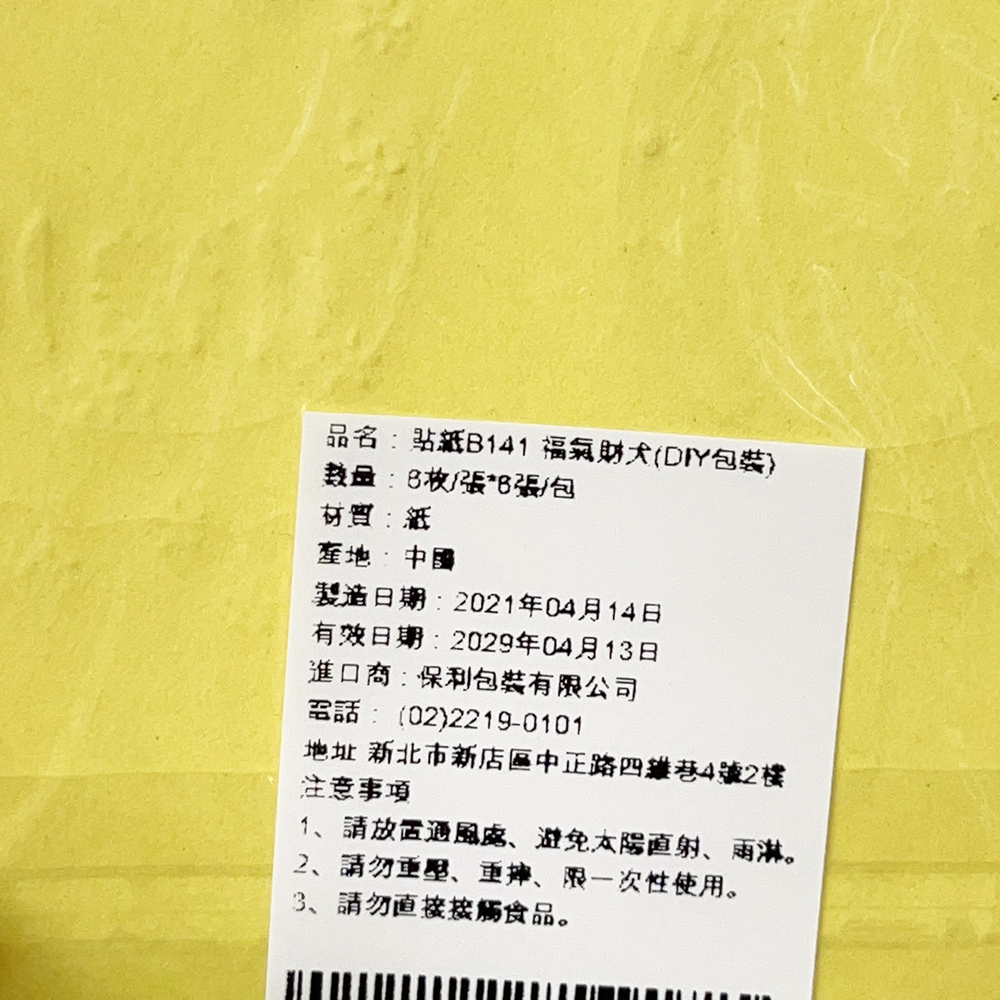 品名：貼紙B141 福氣財犬(DIY包裝)
數量：8枚/張*8張/包
材質：紙
產地：中國
製造日期：2021年04月14日
有效日期：2029年04月13日
進口商：保利包裝有限公司
電話： (02)2219-0101
地址 新北市新店區中正路四維巷4號2樓
注意事項
1、請放置通風處、避免太陽直射、雨淋。
2、請勿重壓、重摔、限一次性使用。
3、請勿直接接觸食品。